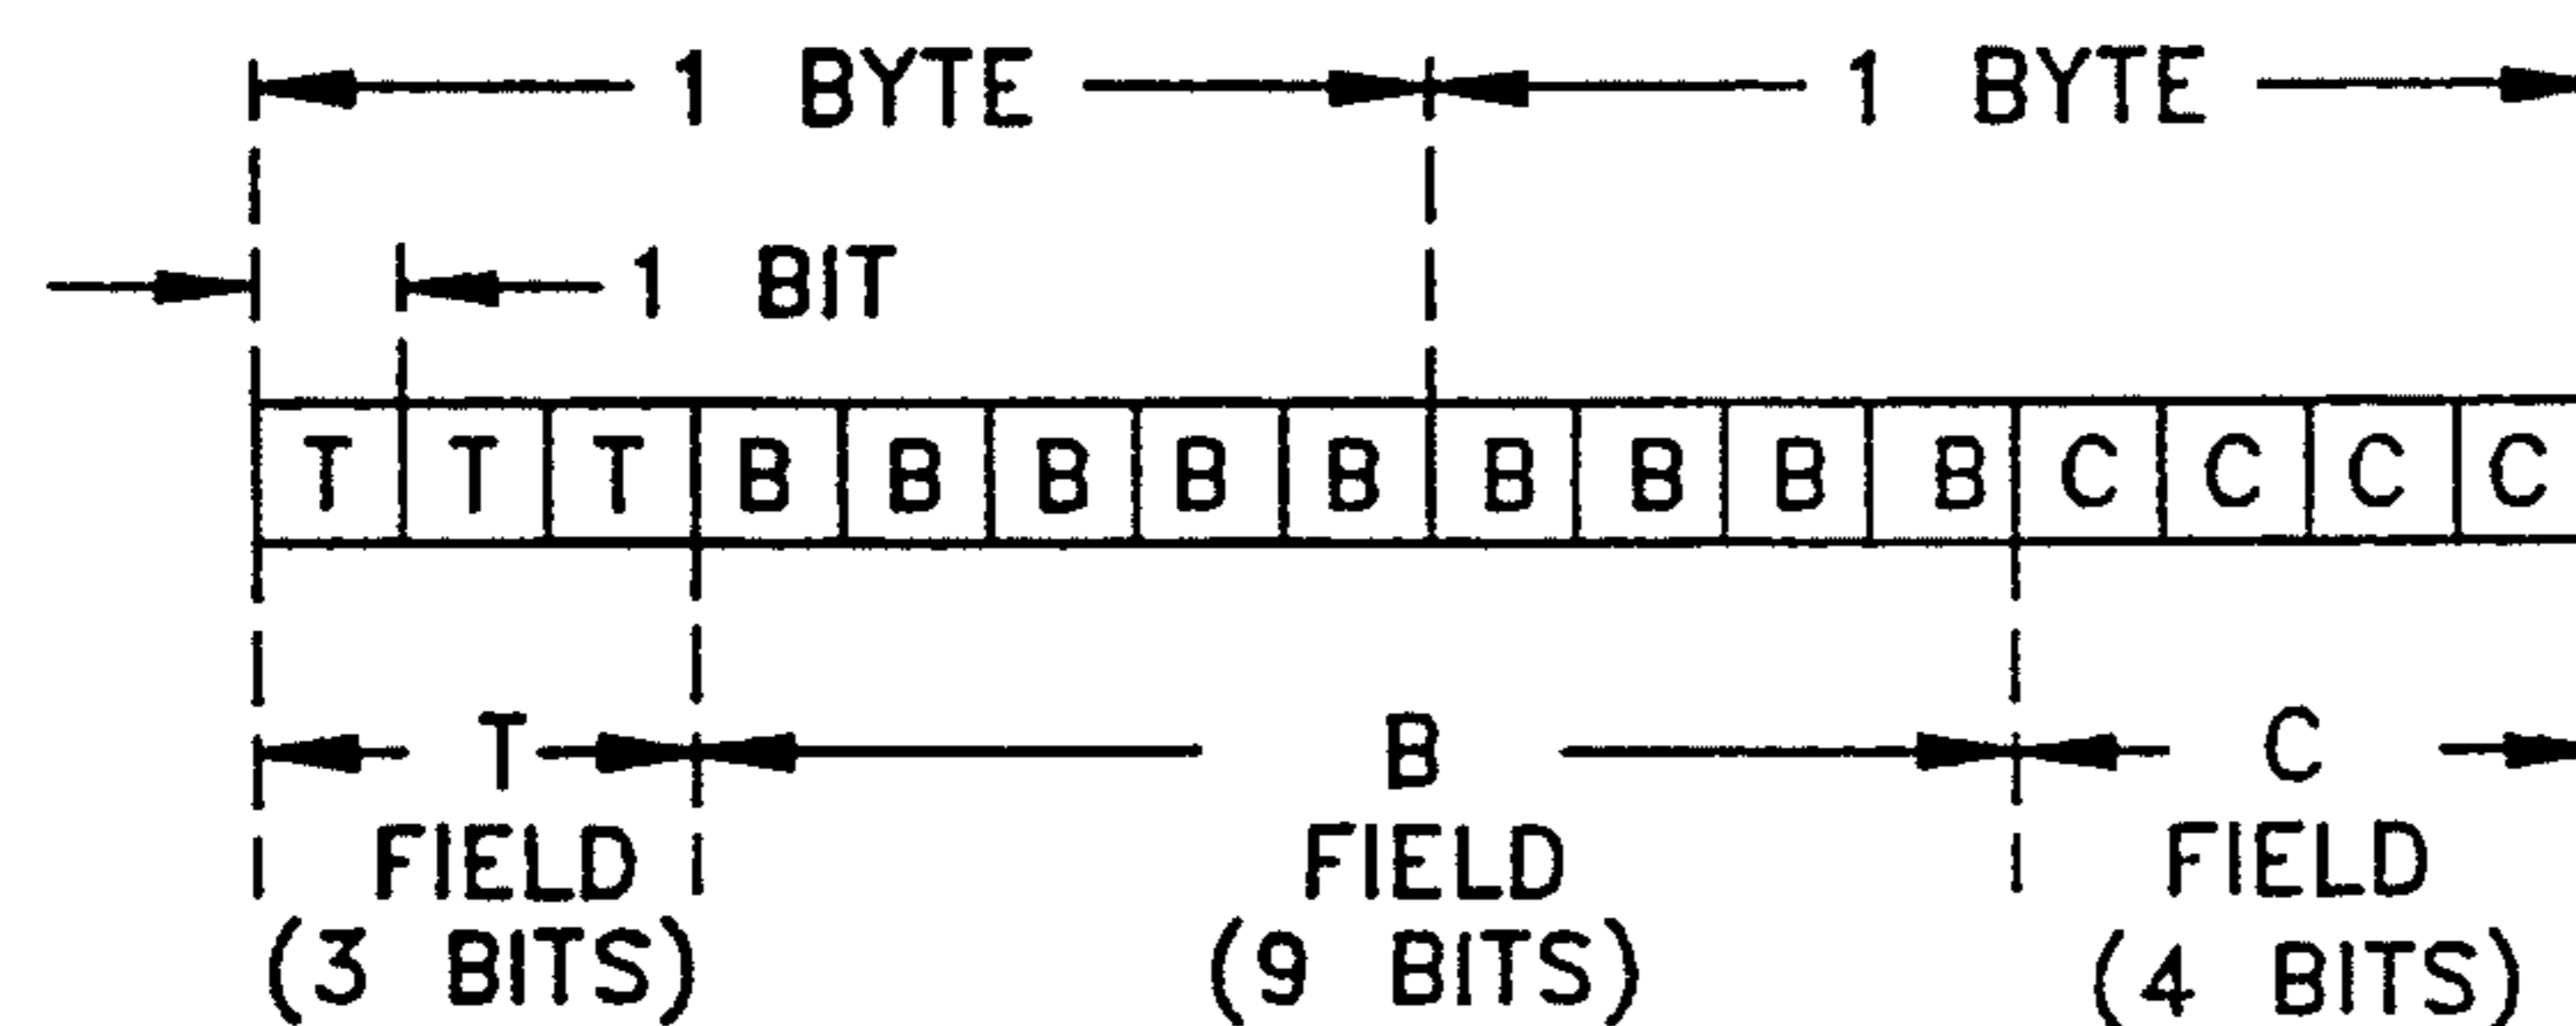 1 BYTE 1 BYTE
1 BIT
T T T B B B B B B B B B C C C C
T B C
FIELD FIELD FIELD
(3 BITS) (9 BITS) (4 BITS)